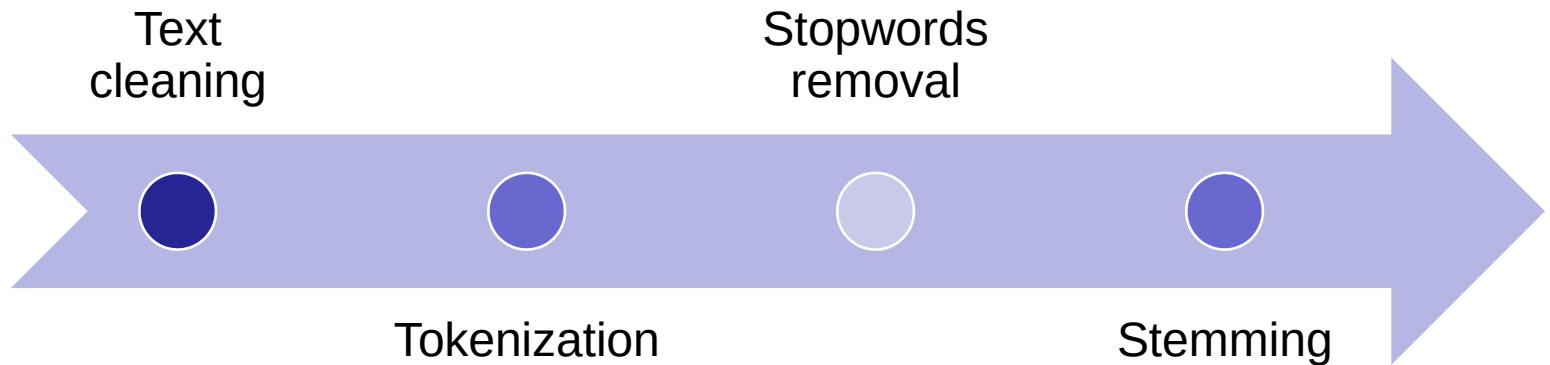 Text
cleaning
Tokenization
Stopwords
removal
Stemming